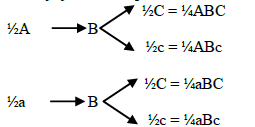 ½C = ¼ABC
½A B
½c = ¼ABc
½C = ¼aBC
½a B
½c = ¼aBc